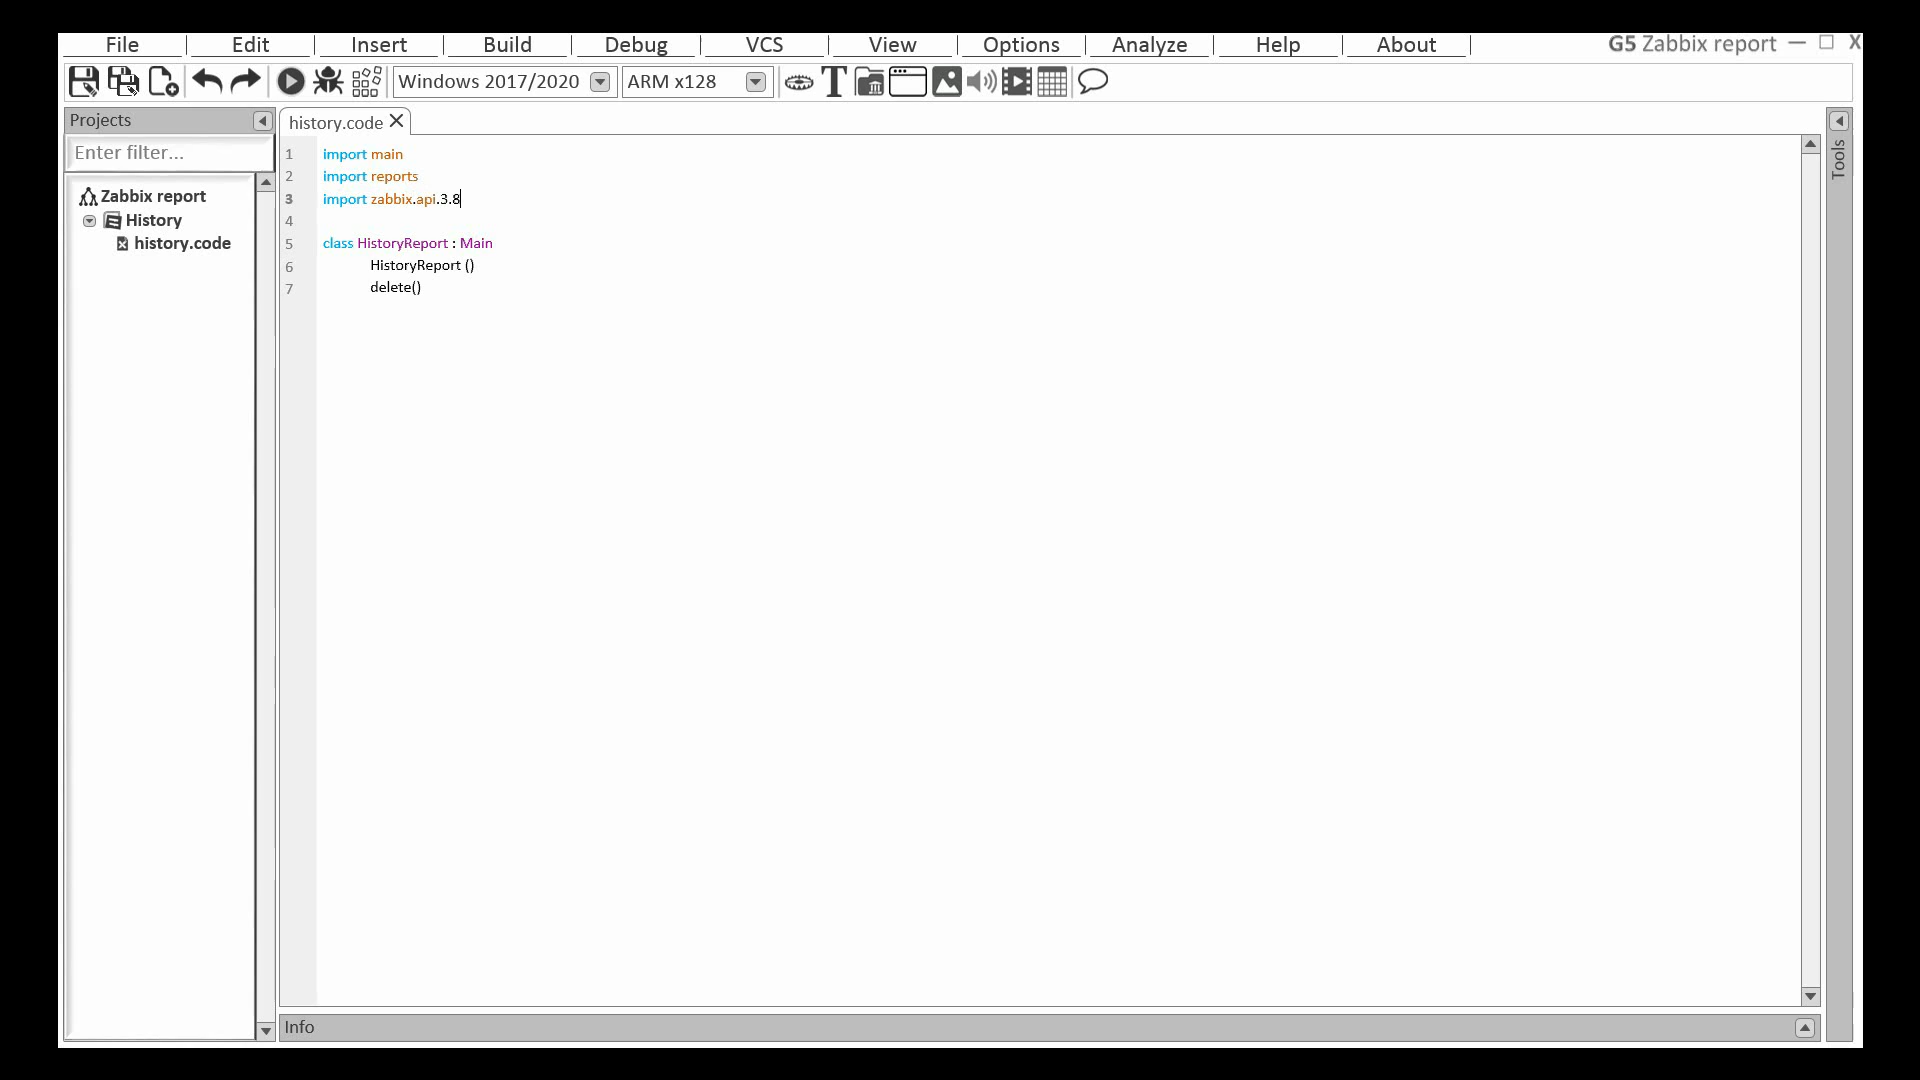 File Edit Insert Build Debug VCS View Options Analyze Help About G5 Zabbix report
Windows 2017/2020 ARM x128
Projects
Enter filter...
Zabbix report
History
history.code
history.code
1 import main
2 import reports
3 import zabbix.api.3.8
4
5 class HistoryReport : Main
6 HistoryReport ()
7 delete()
Tools
Info